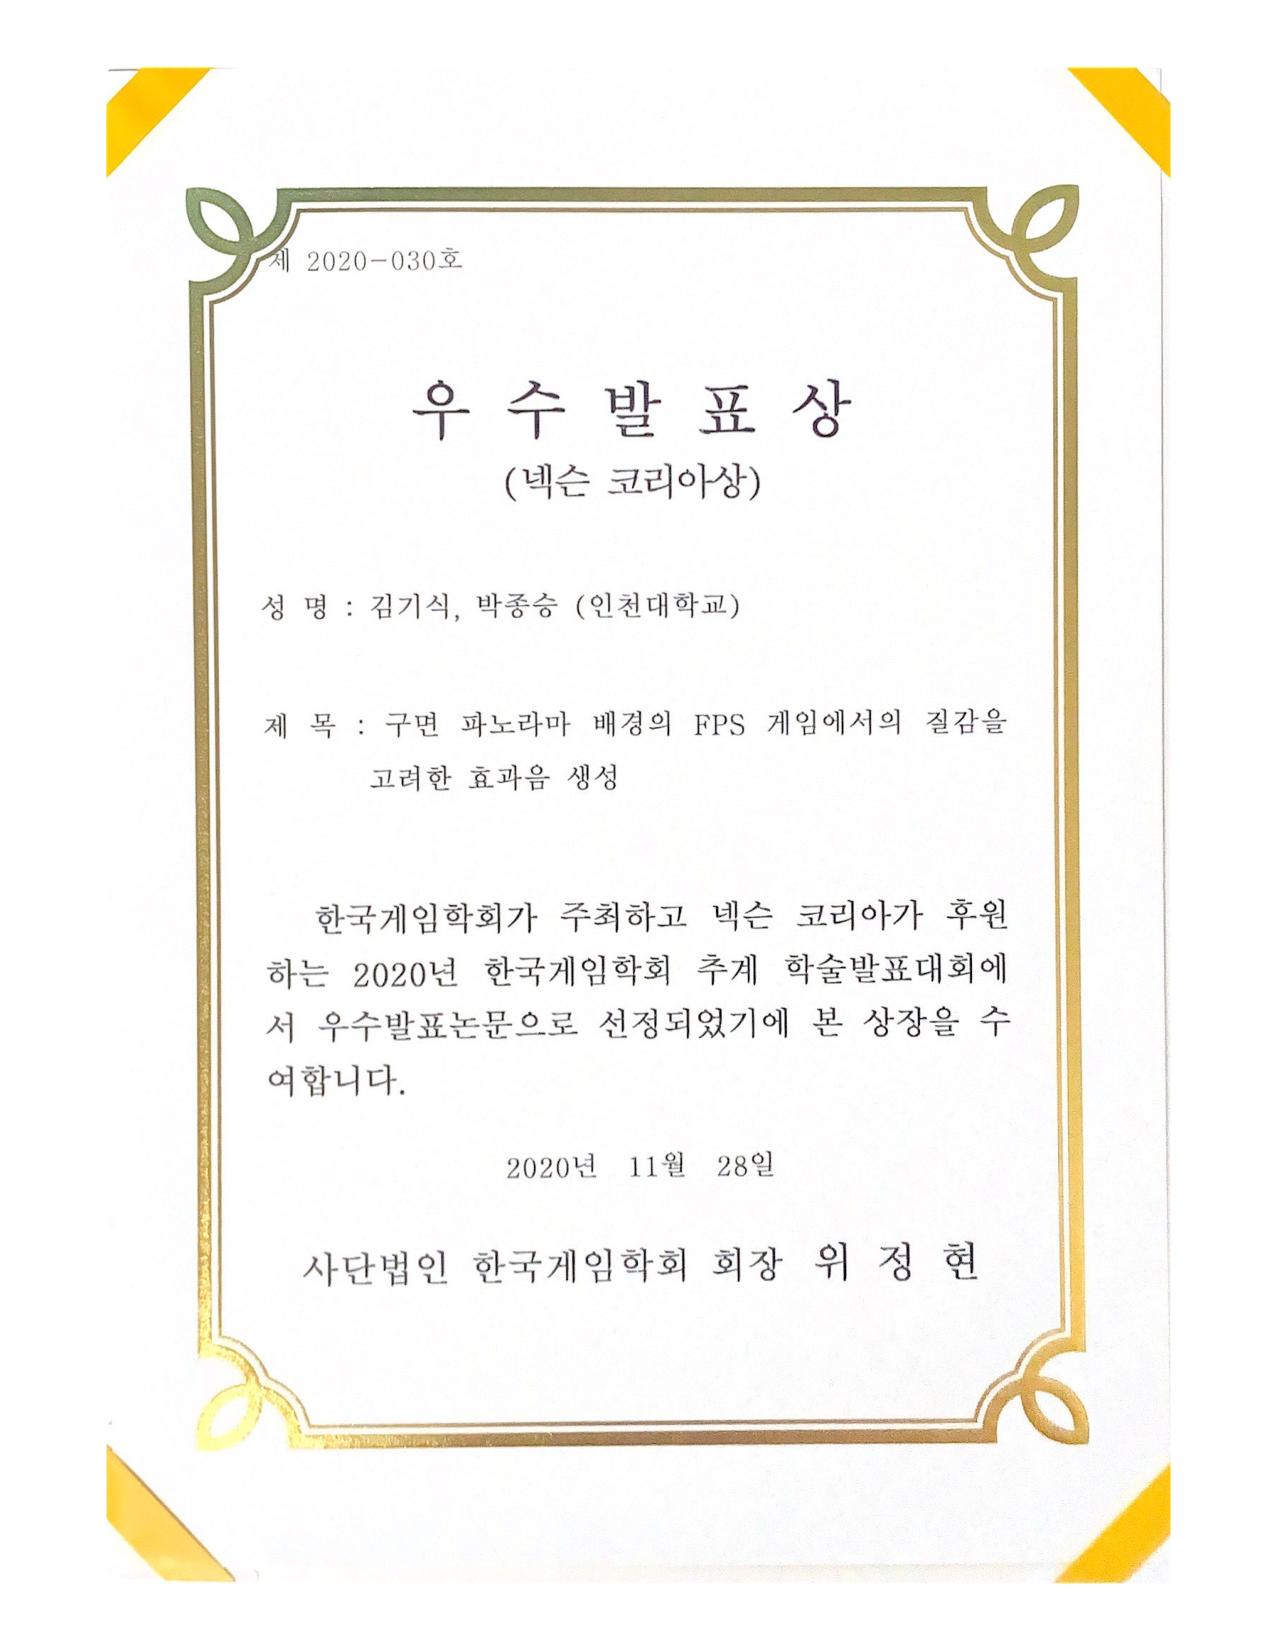 제 2020-030호
우 수 발 표 상
(넥슨 코리아상)
성 명 : 김기식, 박종승 (인천대학교)
제 목 : 구면 파노라마 배경의 FPS 게임에서의 질감을
고려한 효과음 생성
한국게임학회가 주최하고 넥슨 코리아가 후원
하는 2020년 한국게임학회 추계 학술발표대회에
서 우수발표논문으로 선정되었기에 본 상장을 수
여합니다.
2020년 11월 28일
사단법인 한국게임학회 회장 위 정 현